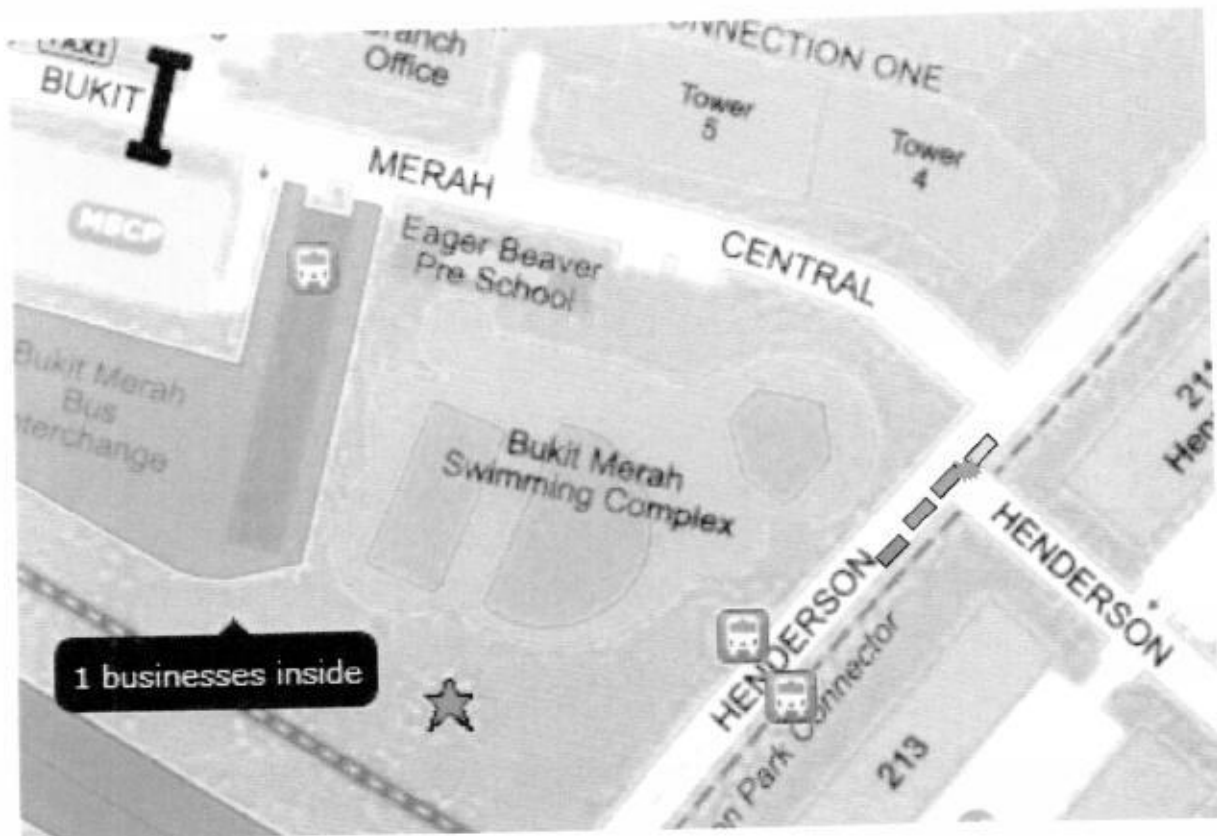 TAXI
BUKIT
MERAH
CENTRAL
Branch
Office
CONNECTION ONE
Tower
5
Tower
4
MECP
Eager Beaver
Pre School
Bukit Merah
Bus
Interchange
Bukit Merah
Swimming Complex
1 businesses inside
HENDERSON
HENDERSON
Park Connector
213